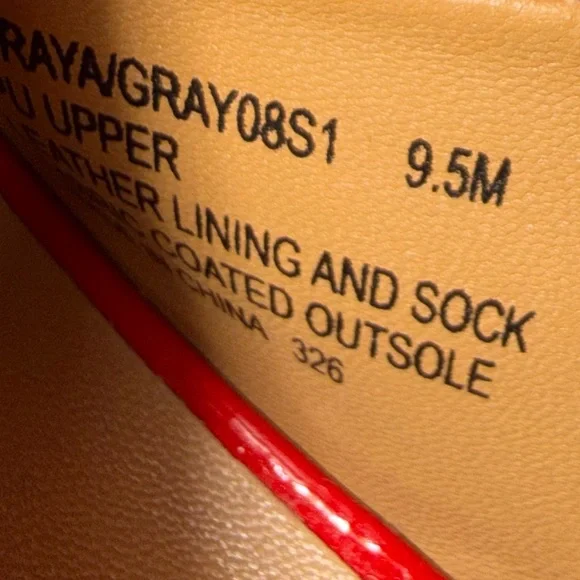 RAYA/GRAY08S1 9.5M
PU UPPER
LEATHER LINING AND SOCK
COATED OUTSOLE
CHINA 326